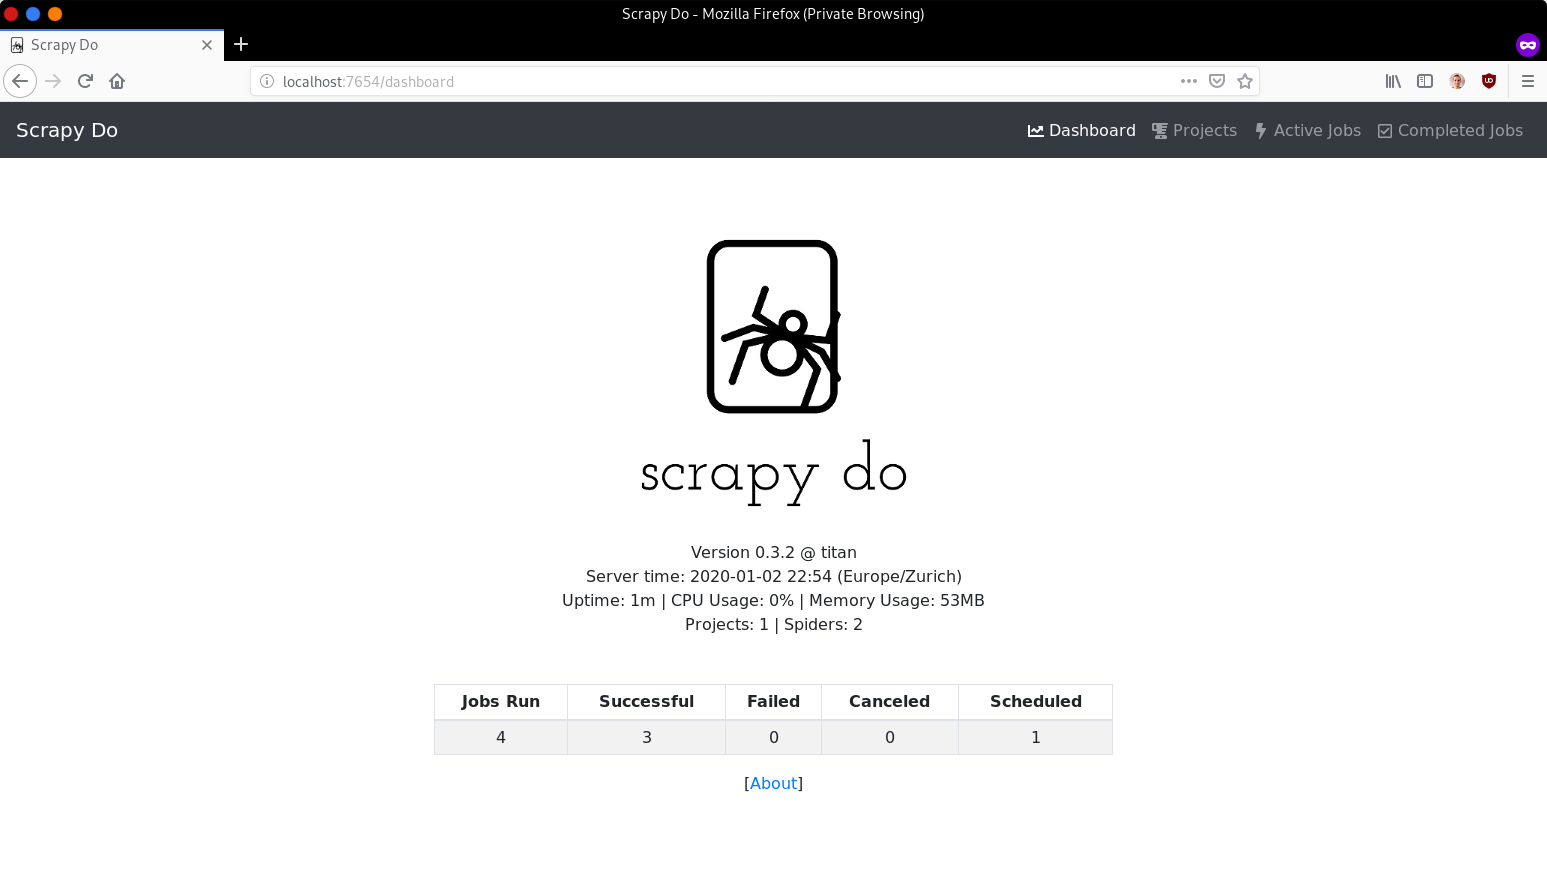 Scrapy Do - Mozilla Firefox (Private Browsing)
Scrapy Do
localhost:7654/dashboard
Scrapy Do
Dashboard Projects Active Jobs Completed Jobs
scrapy do
Version 0.3.2 @ titan
Server time: 2020-01-02 22:54 (Europe/Zurich)
Uptime: 1m | CPU Usage: 0% | Memory Usage: 53MB
Projects: 1 | Spiders: 2
Jobs Run Successful Failed Canceled Scheduled
4 3 0 0 1
[About]